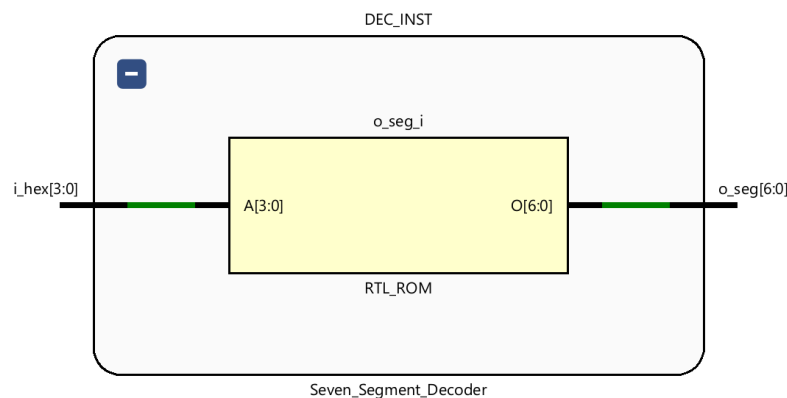 DEC_INST
o_seg_i
i_hex[3:0]
A[3:0]
O[6:0]
o_seg[6:0]
RTL_ROM
Seven_Segment_Decoder